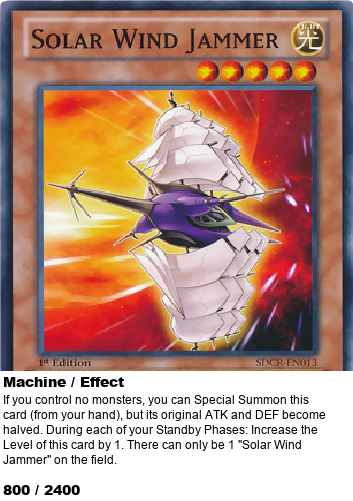 SOLAR WIND JAMMER
LIGHT
光
1st Edition
SDCR-EN013
Machine / Effect
If you control no monsters, you can Special Summon this
card (from your hand), but its original ATK and DEF become
halved. During each of your Standby Phases: Increase the
Level of this card by 1. There can only be 1 "Solar Wind
Jammer" on the field.
800 / 2400